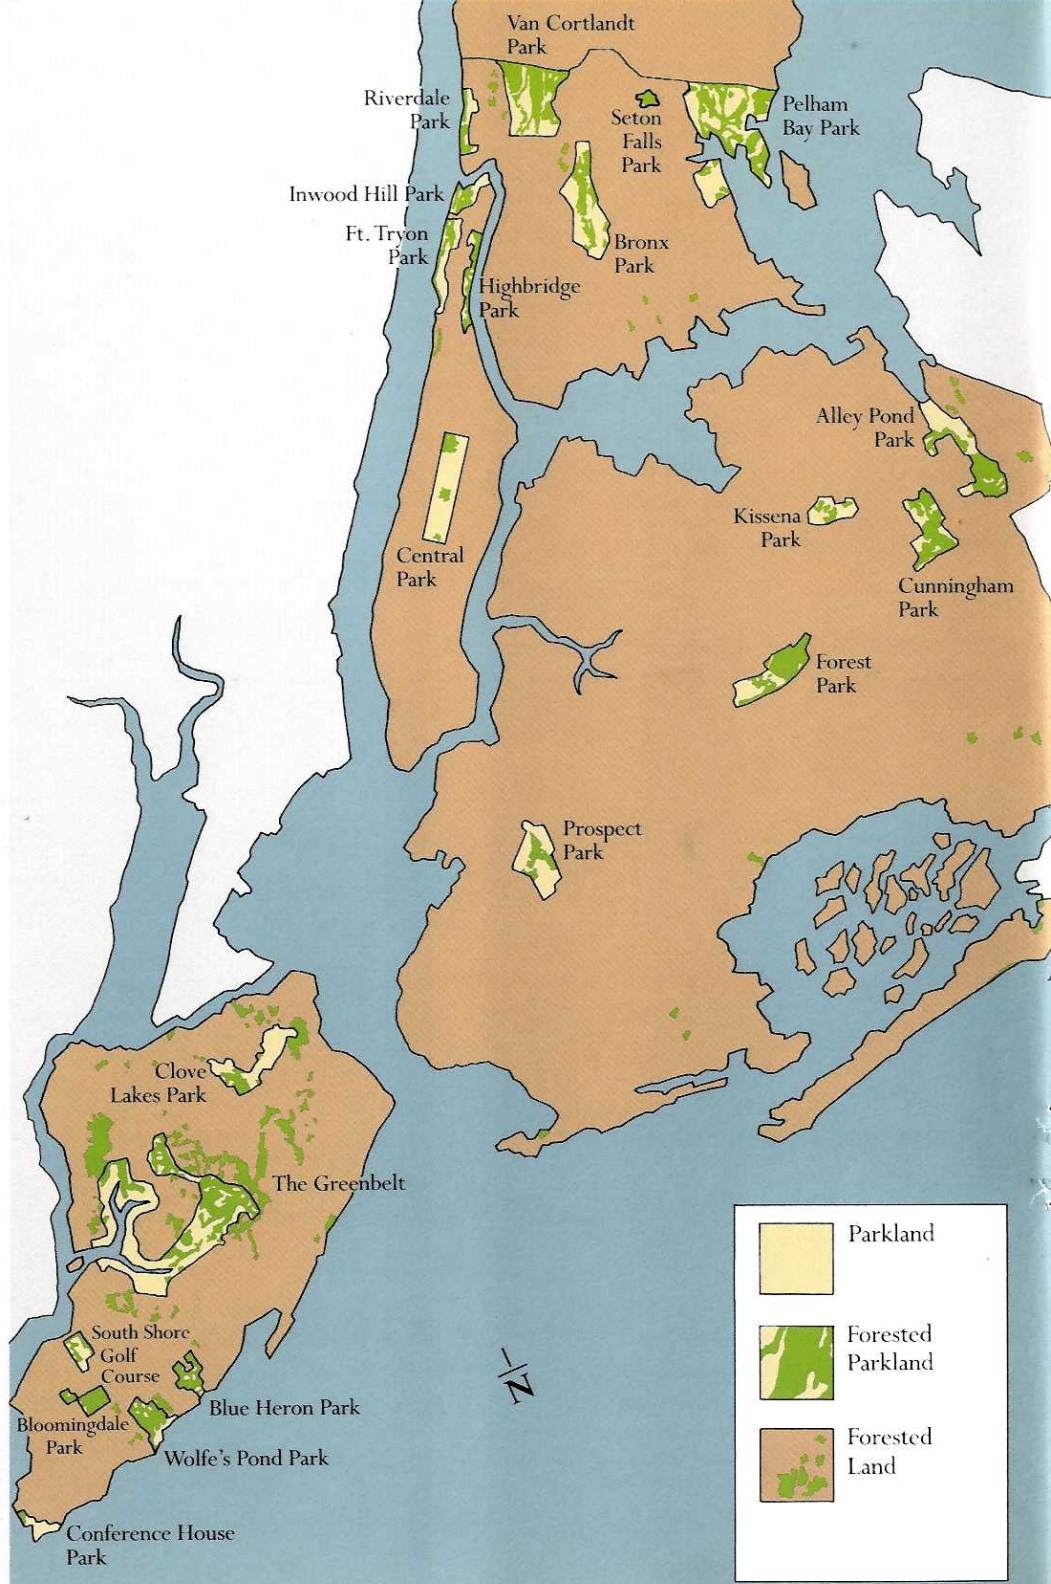 Van Cortlandt
Park
Riverdale
Park
Seton
Falls
Park
Pelham
Bay Park
Inwood Hill Park
Ft. Tryon
Park
Bronx
Park
Highbridge
Park
Alley Pond
Park
Kissena
Park
Central
Park
Cunningham
Park
Forest
Park
Prospect
Park
Clove
Lakes Park
The Greenbelt
South Shore
Golf
Course
Blue Heron Park
Bloomingdale
Park
Wolfe's Pond Park
Conference House
Park
N
Parkland
Forested
Parkland
Forested
Land